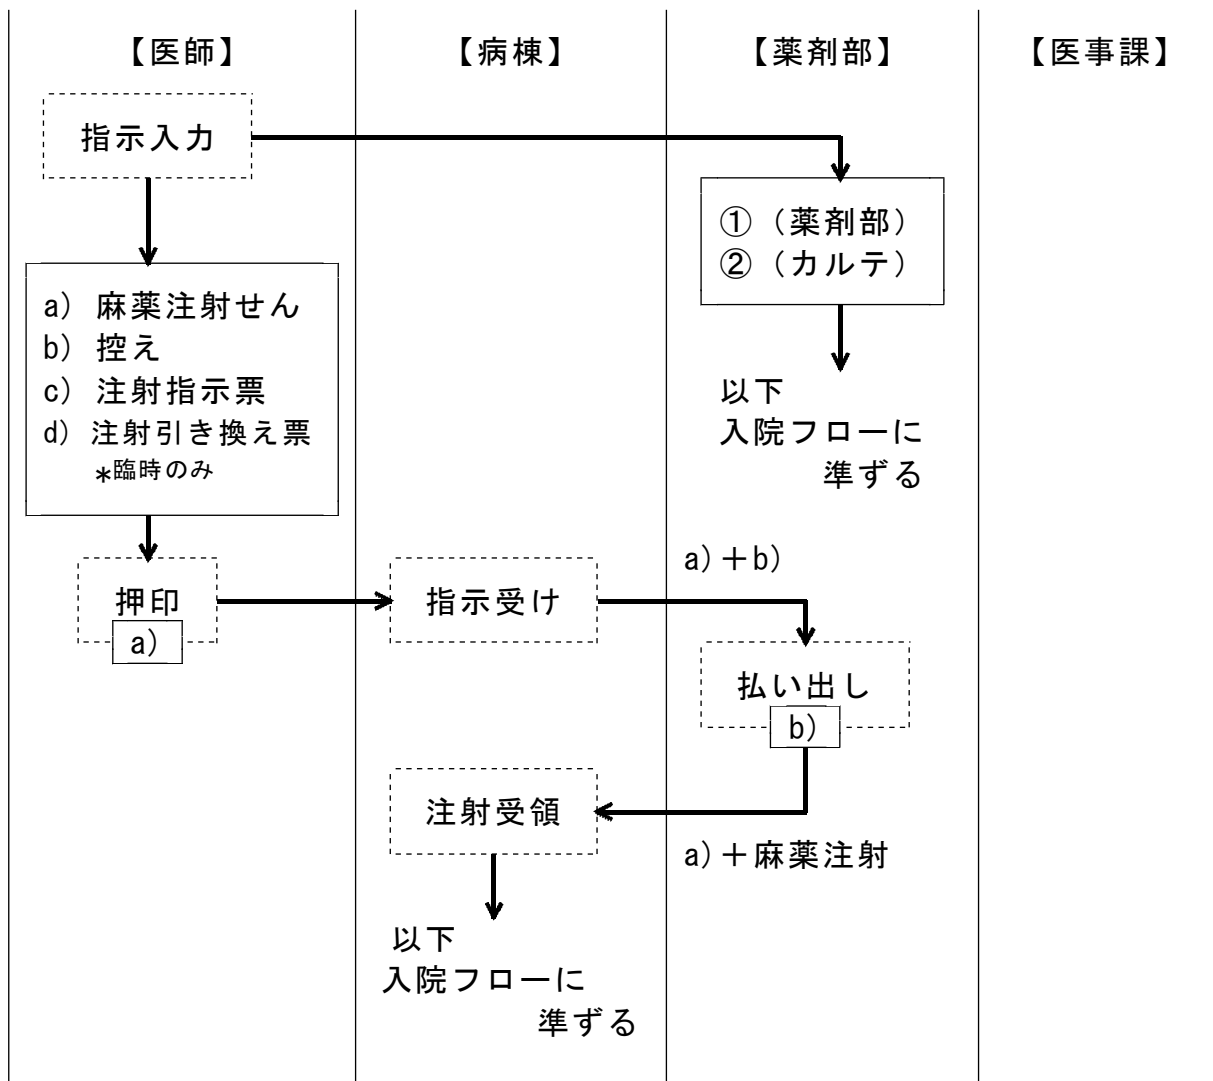 【医師】
【病棟】
【薬剤部】
【医事課】
指示入力
①（薬剤部）
②（カルテ）
a) 麻薬注射せん
b) 控え
c) 注射指示票
d) 注射引き換え票
*臨時のみ
以下
入院フローに
準ずる
押印
a)
指示受け
a)＋b)
払い出し
b)
注射受領
a)＋麻薬注射
以下
入院フローに
準ずる